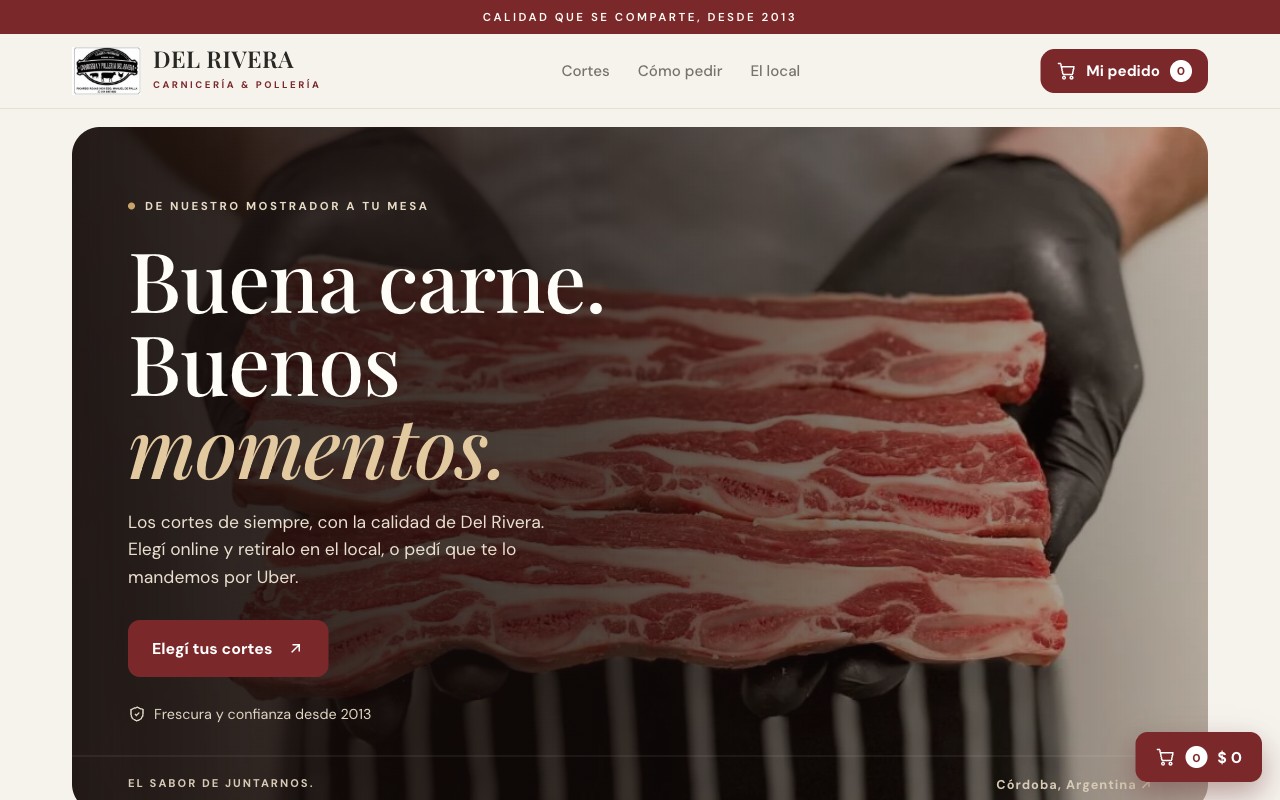 CALIDAD QUE SE COMPARTE, DESDE 2013
DEL RIVERA
CARNICERÍA & POLLERÍA
Cortes
Cómo pedir
El local
Mi pedido 0
DE NUESTRO MOSTRADOR A TU MESA
Buena carne.
Buenos
momentos.
Los cortes de siempre, con la calidad de Del Rivera.
Elegí online y retiralo en el local, o pedí que te lo
mandemos por Uber.
Elegí tus cortes
Frescura y confianza desde 2013
EL SABOR DE JUNTARNOS.
Córdoba, Argentina
0 $ 0